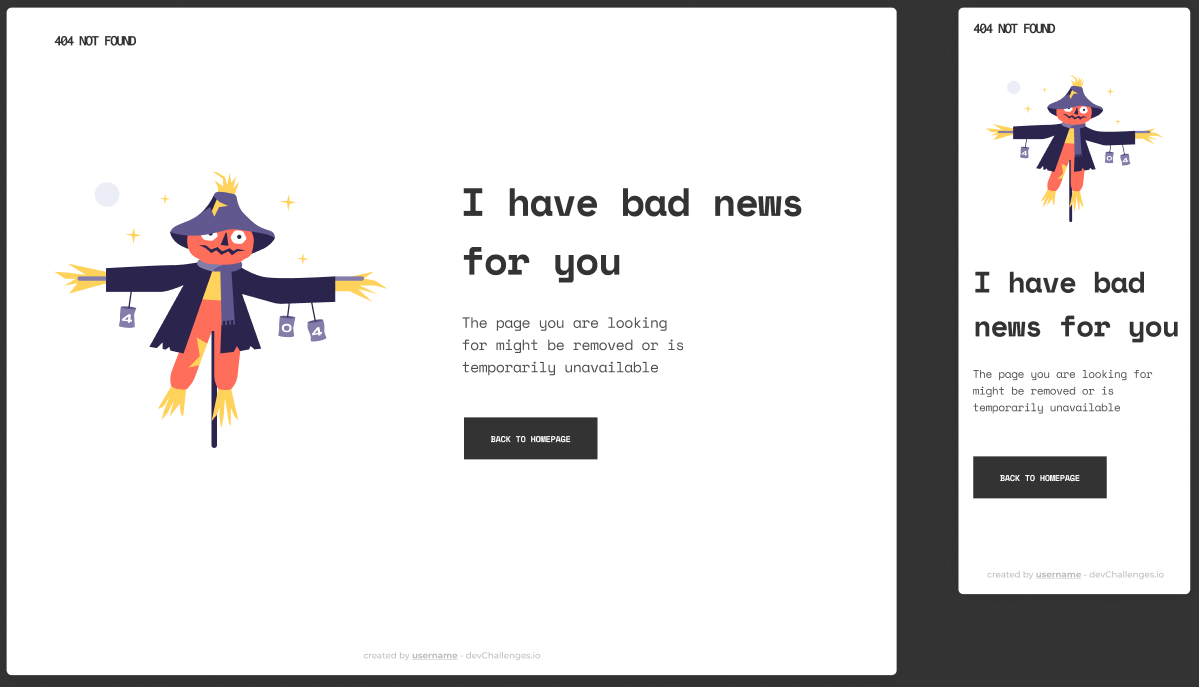 404 NOT FOUND
I have bad news
for you
4
0
4
The page you are looking
for might be removed or is
temporarily unavailable
BACK TO HOMEPAGE
created by username - devChallenges.io
404 NOT FOUND
4
0
4
I have bad
news for you
The page you are looking for
might be removed or is
temporarily unavailable
BACK TO HOMEPAGE
created by username - devChallenges.io